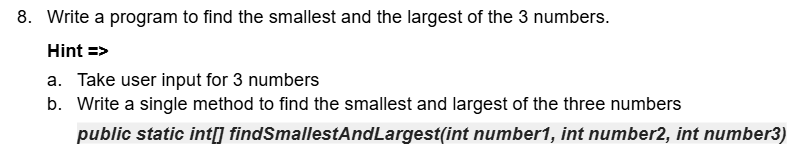 8. Write a program to find the smallest and the largest of the 3 numbers.
Hint =>
a. Take user input for 3 numbers
b. Write a single method to find the smallest and largest of the three numbers
public static int[] findSmallestAndLargest(int number1, int number2, int number3)